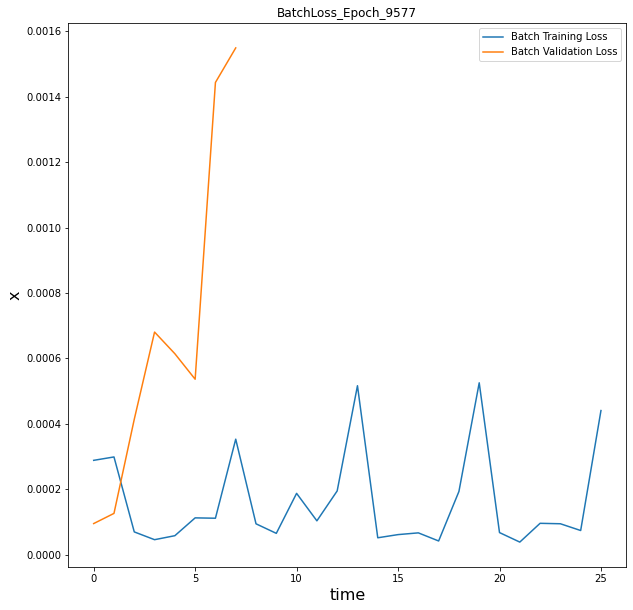 BatchLoss_Epoch_9577
Batch Training Loss
Batch Validation Loss
0.0016
0.0014
0.0012
0.0010
0.0008
0.0006
0.0004
0.0002
0.0000
x
0 5 10 15 20 25
time